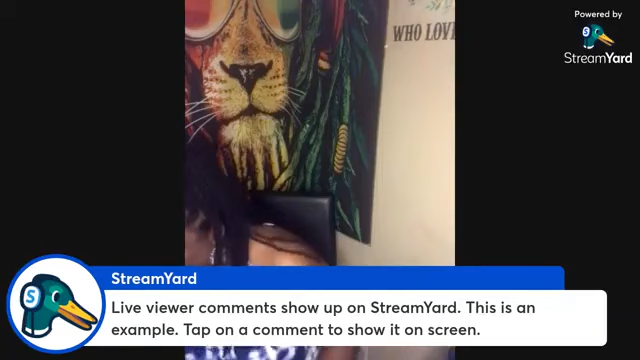 Powered by
StreamYard
WHO LOVE
StreamYard
S
Live viewer comments show up on StreamYard. This is an
example. Tap on a comment to show it on screen.